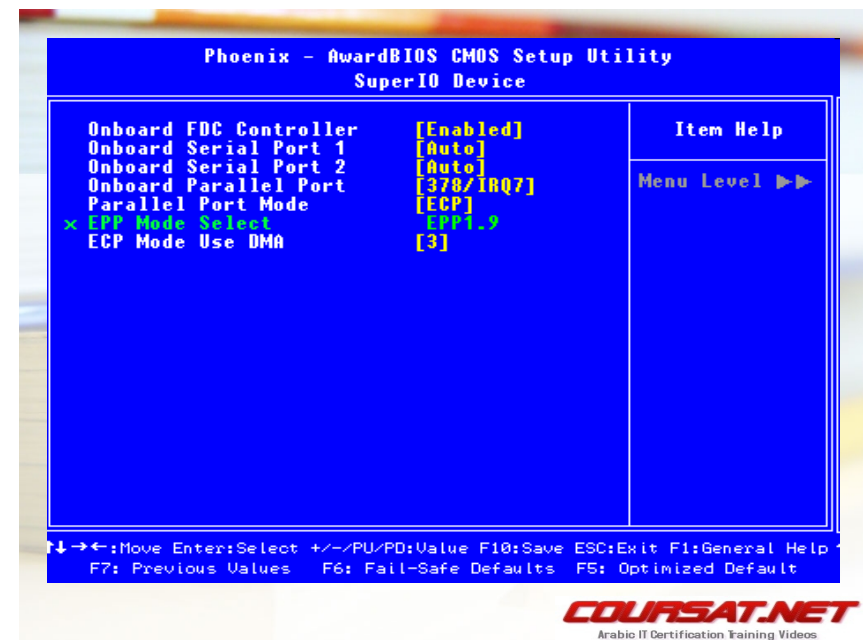 Phoenix - AwardBIOS CMOS Setup Utility
SuperIO Device
Onboard FDC Controller [Enabled]
Onboard Serial Port 1 [Auto]
Onboard Serial Port 2 [Auto]
Onboard Parallel Port [378/IRQ7]
Parallel Port Mode [ECP]
x EPP Mode Select EPP1.9
ECP Mode Use DMA [3]
Item Help
Menu Level ▶▶
↑↓→←:Move Enter:Select +/-/PU/PD:Value F10:Save ESC:Exit F1:General Help
F7: Previous Values F6: Fail-Safe Defaults F5: Optimized Default
COURSAT.NET
Arabic IT Certification Training Videos